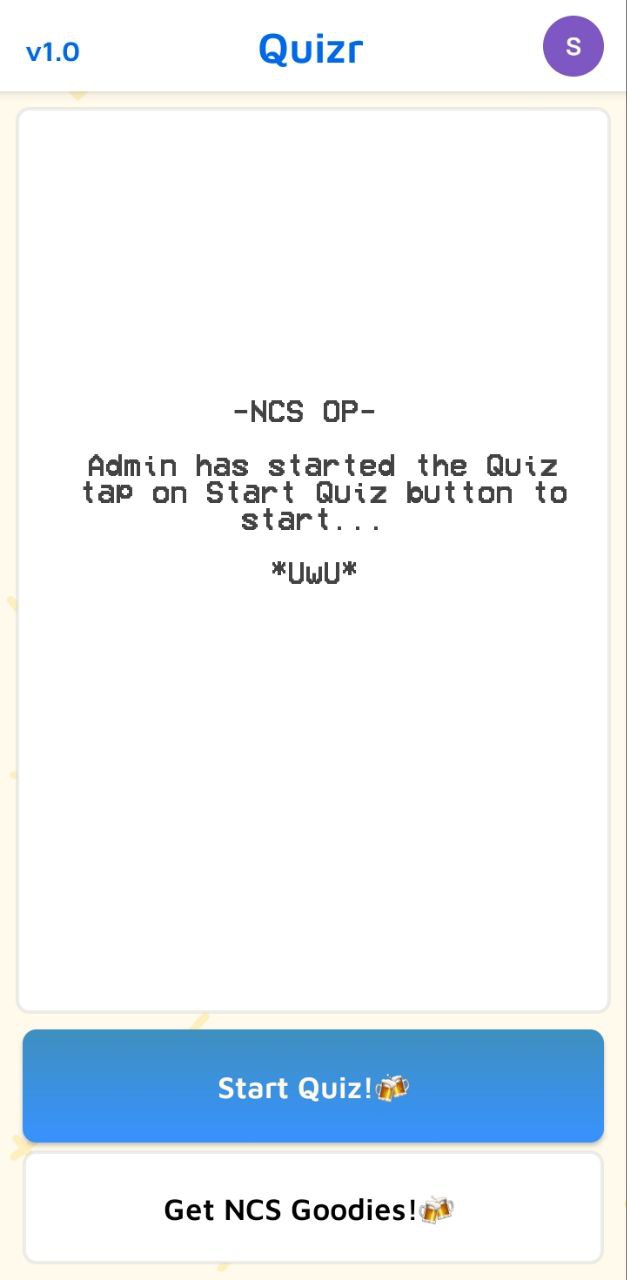 v1.0
Quizr
S
-NCS OP-
Admin has started the Quiz
tap on Start Quiz button to
start...
*UwU*
Start Quiz!🍻
Get NCS Goodies!🍻